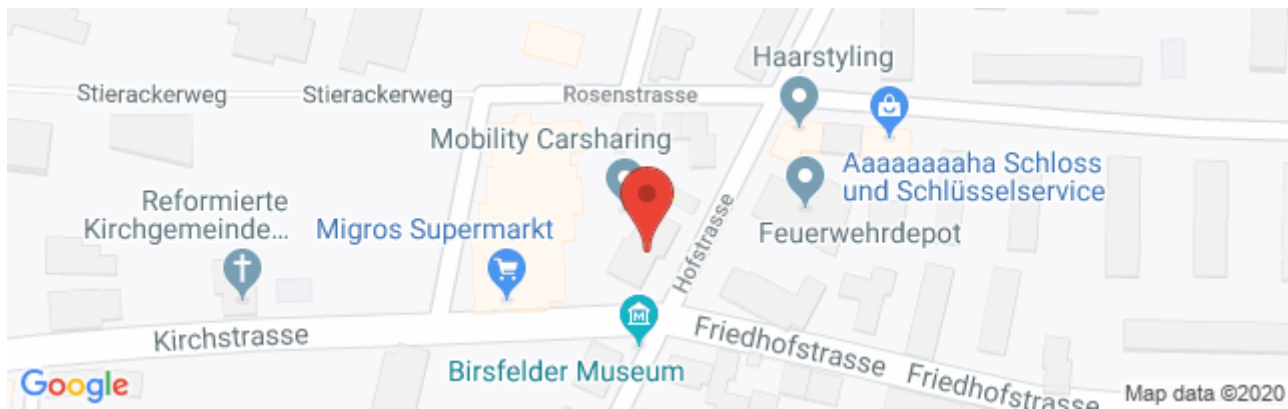 Haarstyling
Stierackerweg
Stierackerweg
Rosenstrasse
Mobility Carsharing
Aaaaaaaaha Schloss
und Schlüsselservice
Reformierte
Kirchgemeinde...
Migros Supermarkt
Hofstrasse
Feuerwehrdepot
Kirchstrasse
Friedhofstrasse
Friedhofstrasse
Birsfelder Museum
M
Google
Map data ©2020